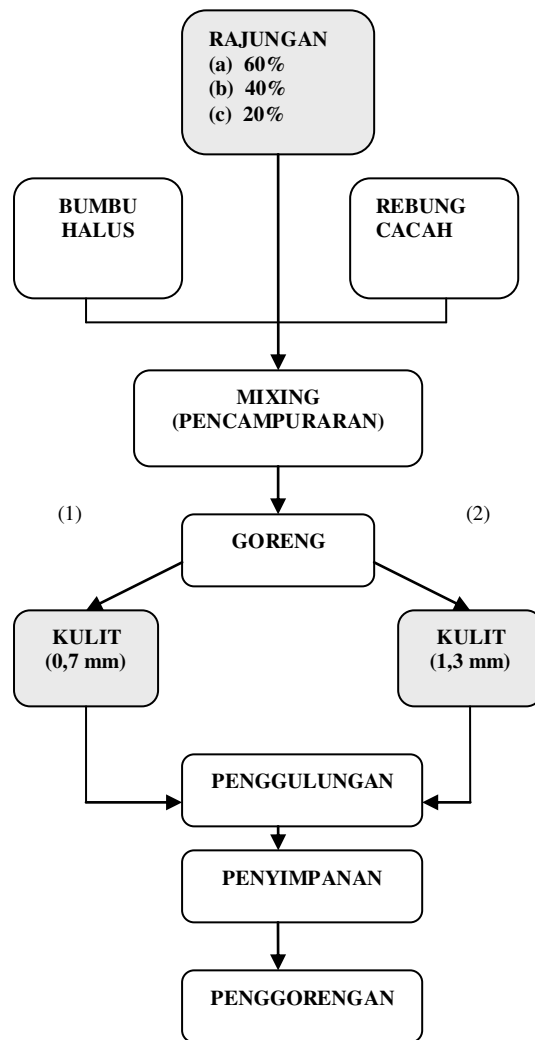 RAJUNGAN
(a) 60%
(b) 40%
(c) 20%
BUMBU
HALUS
REBUNG
CACAH
MIXING
(PENCAMPURARAN)
(1)
(2)
GORENG
KULIT
(0,7 mm)
KULIT
(1,3 mm)
PENGGULUNGAN
PENYIMPANAN
PENGGORENGAN